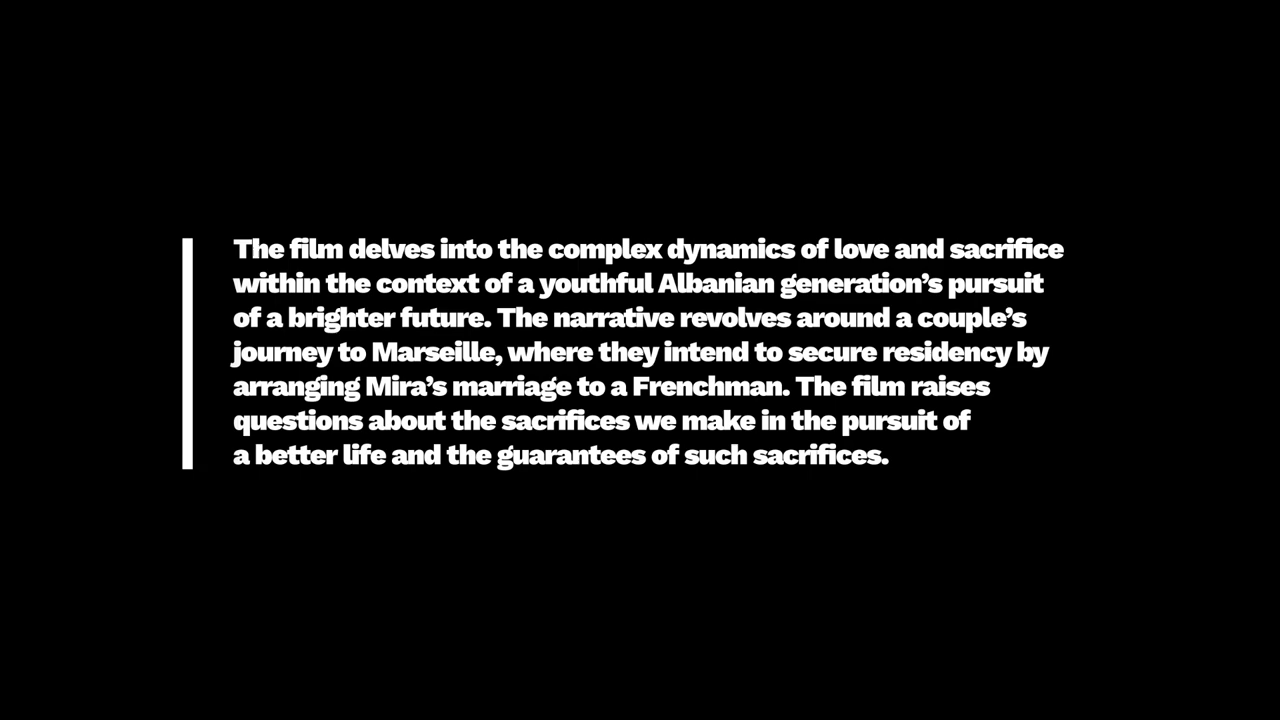 The film delves into the complex dynamics of love and sacrifice
within the context of a youthful Albanian generation’s pursuit
of a brighter future. The narrative revolves around a couple’s
journey to Marseille, where they intend to secure residency by
arranging Mira’s marriage to a Frenchman. The film raises
questions about the sacrifices we make in the pursuit of
a better life and the guarantees of such sacrifices.